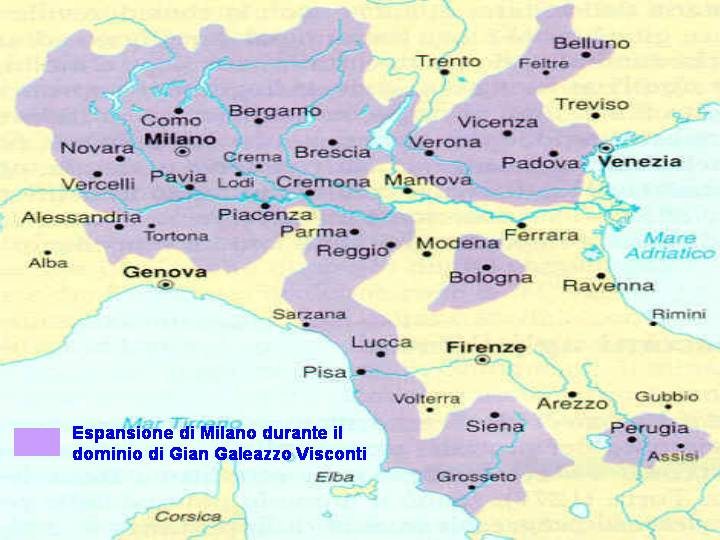 Belluno
Trento
Feltre
Como
Bergamo
Treviso
Milano
Vicenza
Novara
Crema
Brescia
Verona
Padova
Venezia
Vercelli
Pavia
Lodi
Cremona
Mantova
Alessandria
Piacenza
Tortona
Parma
Ferrara
Mare
Adriatico
Alba
Reggio
Modena
Genova
Bologna
Ravenna
Sarzana
Rimini
Lucca
Firenze
Pisa
Volterra
Arezzo
Gubbio
Mar Tirreno
Siena
Perugia
Espansione di Milano durante il
dominio di Gian Galeazzo Visconti
Assisi
Elba
Grosseto
Corsica